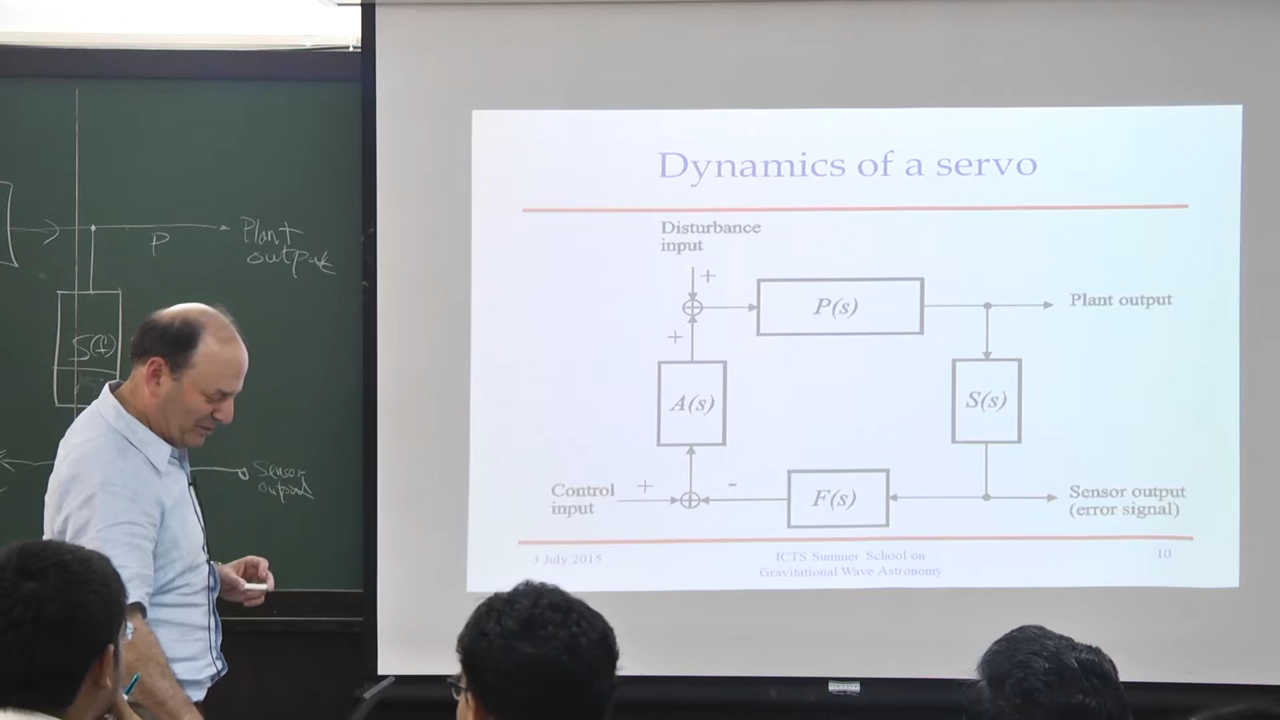 P
Plant
output
S(f)
Sensor
output
Dynamics of a servo
Disturbance
input
+
P(s)
Plant output
+
A(s)
S(s)
Control
input
+
-
F(s)
Sensor output
(error signal)
3 July 2015
ICTS Summer School on
Gravitational Wave Astronomy
10